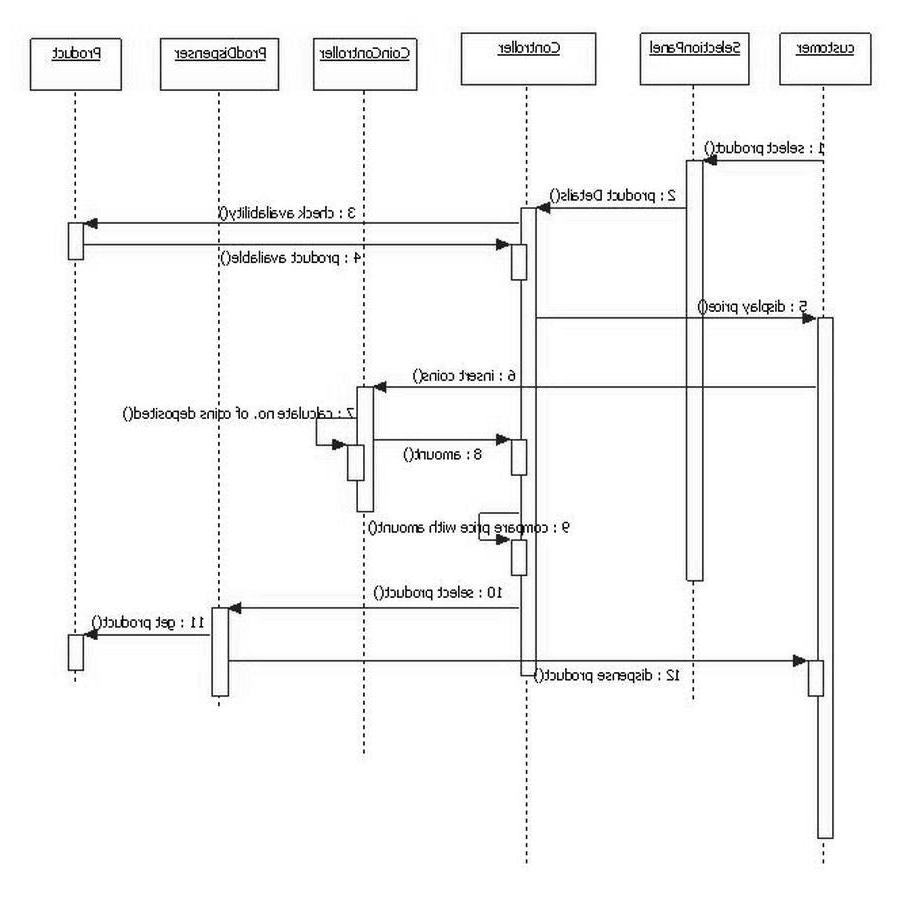 customer
SelectionPanel
Controller
CoinController
ProdDispenser
Product
1 : select product()
2 : product Details()
3 : check availability()
4 : product available()
5 : display price()
6 : insert coins()
7 : calculate no. of coins deposited()
8 : amount()
9 : compare price with amount()
10 : select product()
11 : get product()
12 : dispense product()